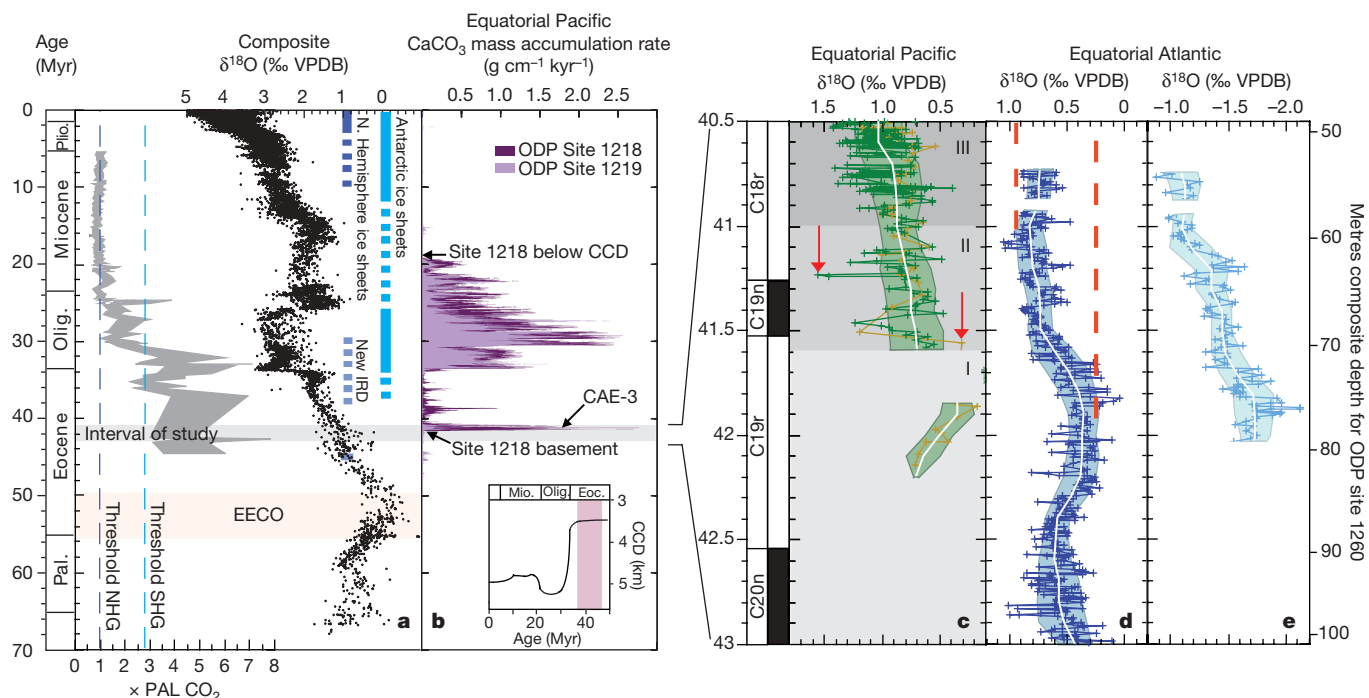 Age
(Myr)
Composite
δ¹⁸O (‰ VPDB)
5 4 3 2 1 0
Equatorial Pacific
CaCO₃ mass accumulation rate
(g cm⁻¹ kyr⁻¹)
0.5 1.0 1.5 2.0 2.5
0
10
20
30
40
50
60
70
Plio.
Miocene
Olig.
Eocene
Pal.
N. Hemisphere ice sheets
Antarctic ice sheets
New IRD
Interval of study
EECO
Threshold NHG
Threshold SHG
a
0 1 2 3 4 5 6 7 8
× PAL CO₂
ODP Site 1218
ODP Site 1219
Site 1218 below CCD
CAE-3
Site 1218 basement
Mio. Olig. Eoc.
3
4
5
CCD (km)
0 20 40
Age (Myr)
b
Equatorial Pacific
δ¹⁸O (‰ VPDB)
1.5 1.0 0.5
Equatorial Atlantic
δ¹⁸O (‰ VPDB)
1.0 0.5 0
δ¹⁸O (‰ VPDB)
−1.0 −1.5 −2.0
40.5
41
41.5
42
42.5
43
C18r
C19n
C19r
C20n
III
II
I
c
d
e
50
60
70
80
90
100
Metres composite depth for ODP site 1260